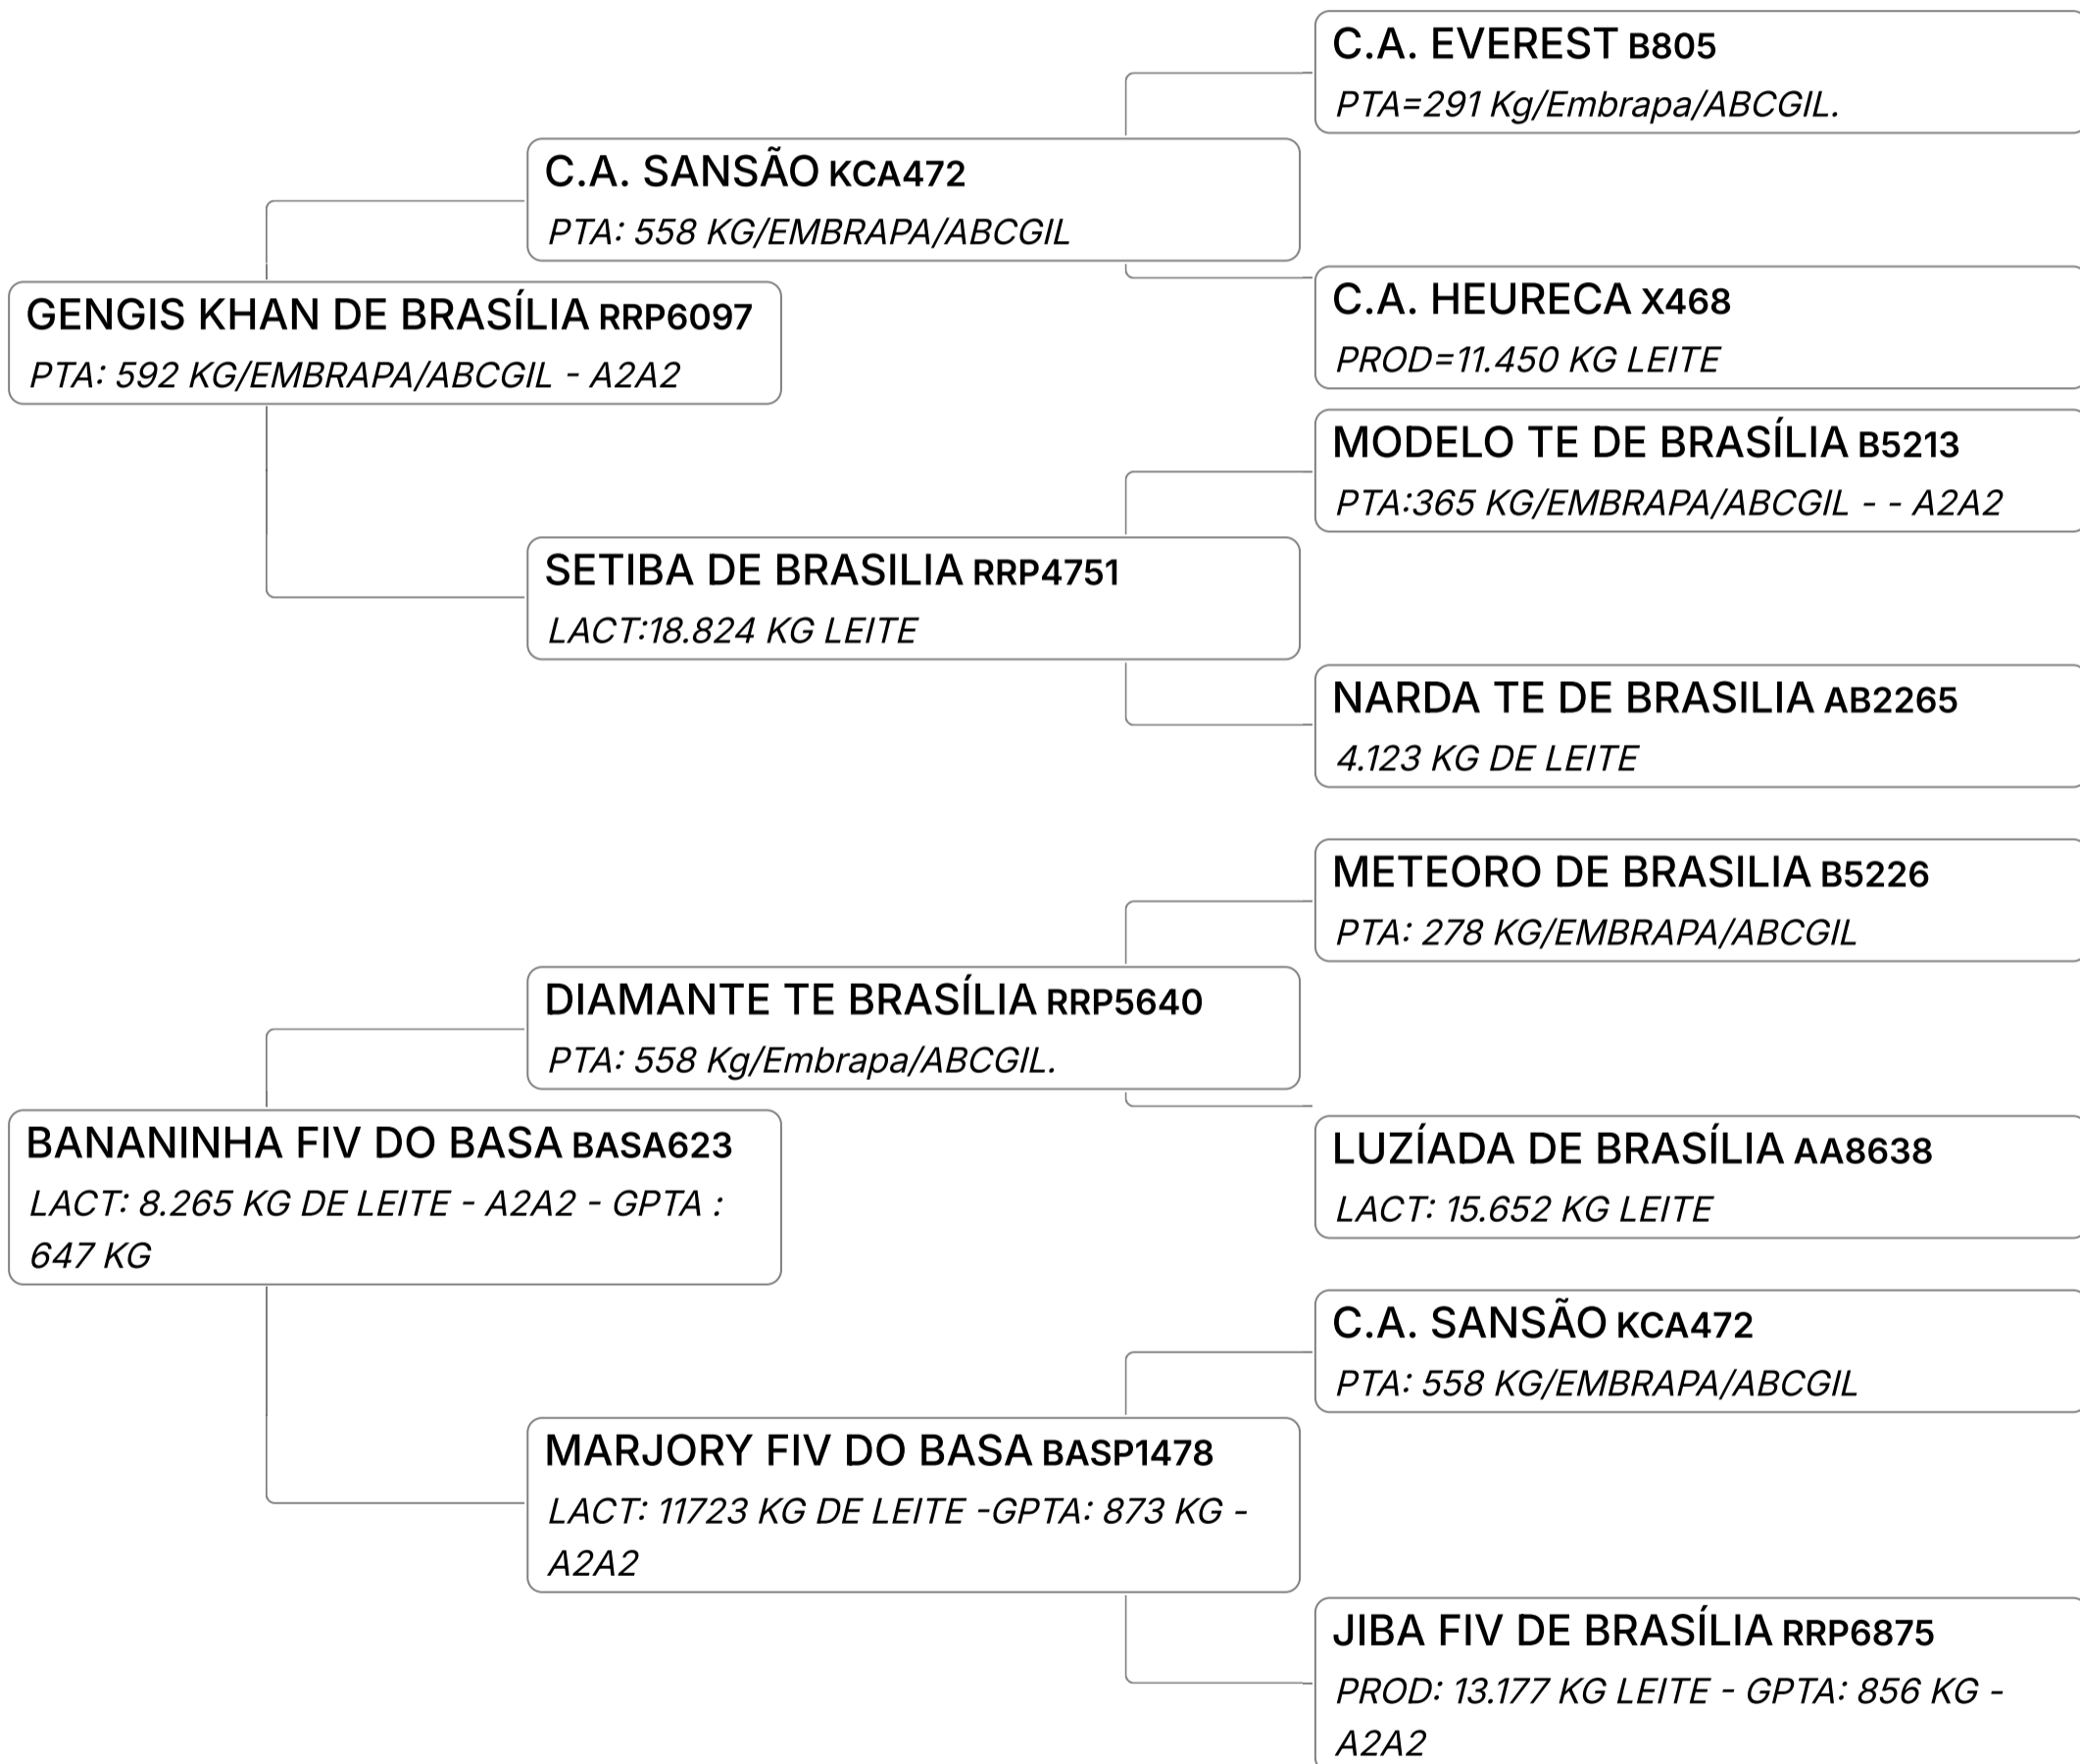 C.A. EVEREST B805
PTA=291 Kg/Embrapa/ABCGIL.
C.A. SANSÃO KCA472
PTA: 558 KG/EMBRAPA/ABCGIL
C.A. HEURECA X468
PROD=11.450 KG LEITE
GENGIS KHAN DE BRASÍLIA RRP6097
PTA: 592 KG/EMBRAPA/ABCGIL - A2A2
MODELO TE DE BRASÍLIA B5213
PTA:365 KG/EMBRAPA/ABCGIL - - A2A2
SETIBA DE BRASILIA RRP4751
LACT:18.824 KG LEITE
NARDA TE DE BRASILIA AB2265
4.123 KG DE LEITE
METEORO DE BRASILIA B5226
PTA: 278 KG/EMBRAPA/ABCGIL
DIAMANTE TE BRASÍLIA RRP5640
PTA: 558 Kg/Embrapa/ABCGIL.
LUZÍADA DE BRASÍLIA AA8638
LACT: 15.652 KG LEITE
BANANINHA FIV DO BASA BASA623
LACT: 8.265 KG DE LEITE - A2A2 - GPTA :
647 KG
C.A. SANSÃO KCA472
PTA: 558 KG/EMBRAPA/ABCGIL
MARJORY FIV DO BASA BASP1478
LACT: 11723 KG DE LEITE -GPTA: 873 KG -
A2A2
JIBA FIV DE BRASÍLIA RRP6875
PROD: 13.177 KG LEITE - GPTA: 856 KG -
A2A2